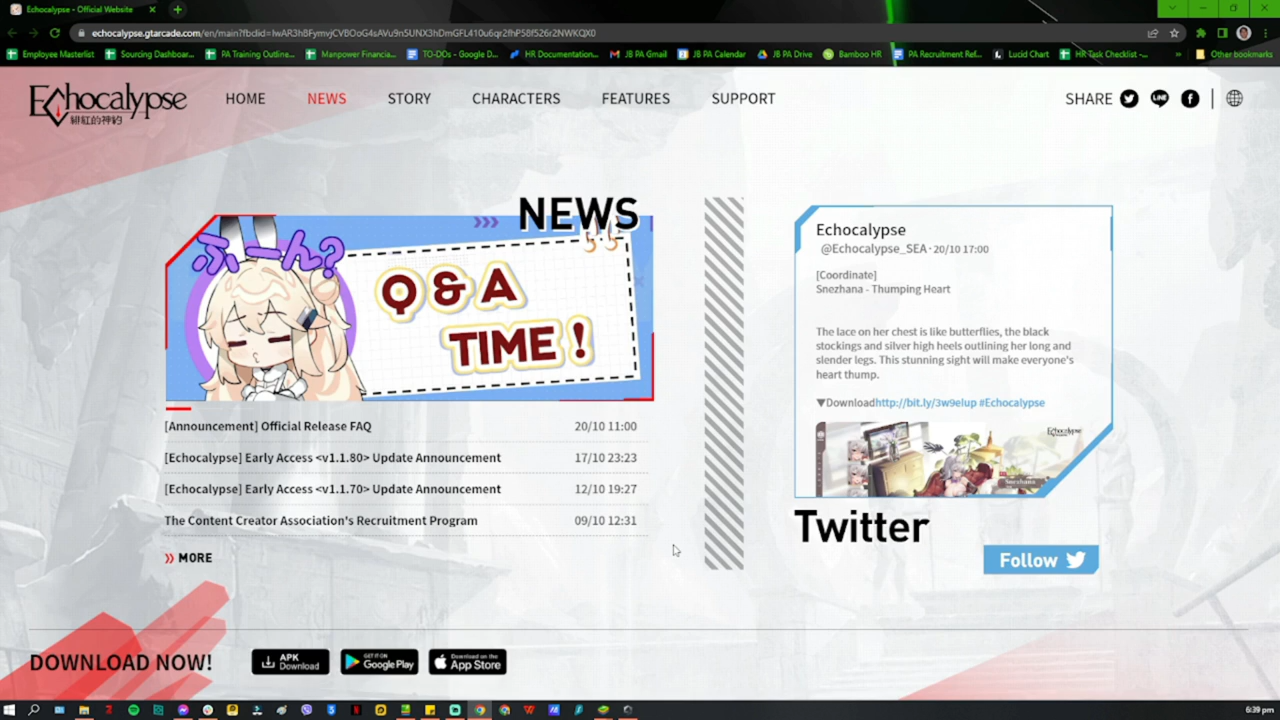 Echocalypse - Official Website
echocalypse.gtarcade.com/en/main?fbclid=IwAR3h8FymvjCVBOoG4sAVu9nSUNX3hDmGFL410u6qr2fhP58f526r2NWKQX0
Employee Masterlist
Sourcing Dashboar...
PA Training Outline...
Manpower Financia...
TO-DOs - Google D...
HR Documentation...
JB PA Gmail
JB PA Calendar
JB PA Drive
Bamboo HR
PA Recruitment Ref...
Lucid Chart
HR Task Checklist -...
Other bookmarks
Echocalypse
緋紅的神約
HOME
NEWS
STORY
CHARACTERS
FEATURES
SUPPORT
SHARE
LINE
NEWS
ふーん?
Q & A
TIME !
[Announcement] Official Release FAQ 20/10 11:00
[Echocalypse] Early Access <v1.1.80> Update Announcement 17/10 23:23
[Echocalypse] Early Access <v1.1.70> Update Announcement 12/10 19:27
The Content Creator Association's Recruitment Program 09/10 12:31
MORE
Echocalypse
@Echocalypse_SEA · 20/10 17:00
[Coordinate]
Snezhana - Thumping Heart
The lace on her chest is like butterflies, the black
stockings and silver high heels outlining her long and
slender legs. This stunning sight will make everyone's
heart thump.
▼Downloadhttp://bit.ly/3w9elup #Echocalypse
Echocalypse
Snezhana
Twitter
Follow
DOWNLOAD NOW!
APK
Download
GET IT ON
Google Play
Download on the
App Store
6:39 pm